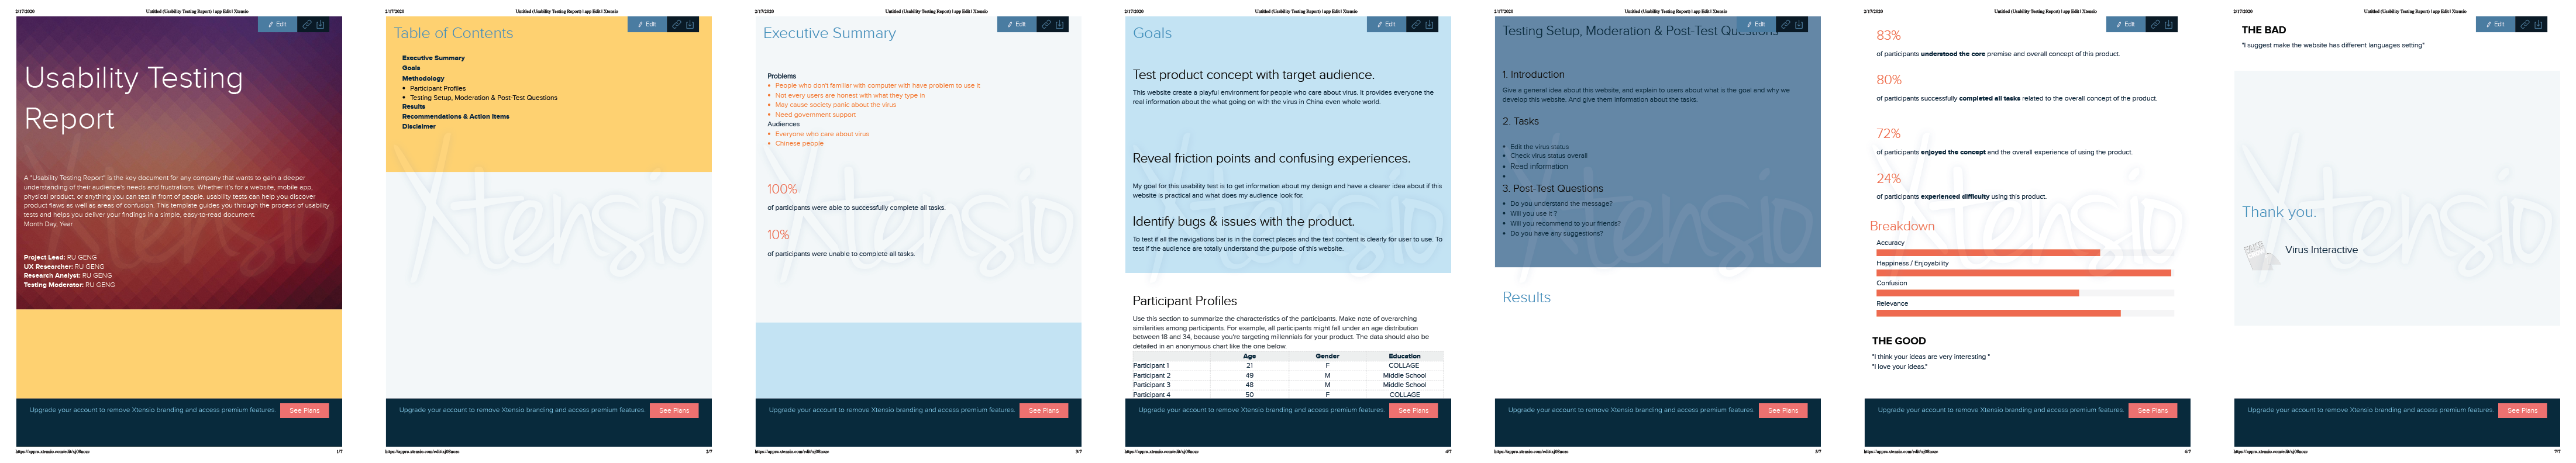 2/17/2020 Untitled (Usability Testing Report) | app Edit | Xtensio
Edit
Usability Testing
Report
A "Usability Testing Report" is the key document for any company that wants to gain a deeper
understanding of their audience's needs and frustrations. Whether it's for a website, mobile app,
physical product, or anything you can test in front of people, usability tests can help you discover
product flaws as well as areas of confusion. This template guides you through the process of usability
tests and helps you deliver your findings in a simple, easy-to-read document.
Month Day, Year
Project Lead: RU GENG
UX Researcher: RU GENG
Research Analyst: RU GENG
Testing Moderator: RU GENG
Upgrade your account to remove Xtensio branding and access premium features. See Plans
1/7
2/17/2020 Untitled (Usability Testing Report) | app Edit | Xtensio
Edit
Table of Contents
Executive Summary
Goals
Methodology
• Participant Profiles
• Testing Setup, Moderation & Post-Test Questions
Results
Recommendations & Action Items
Disclaimer
Xtensio
Upgrade your account to remove Xtensio branding and access premium features. See Plans
2/7
2/17/2020 Untitled (Usability Testing Report) | app Edit | Xtensio
Edit
Executive Summary
Problems
• People who don't familiar with computer with have problem to use it
• Not every users are honest with what they type in
• May cause society panic about the virus
• Need government support
Audiences
• Everyone who care about virus
• Chinese people
100%
of participants were able to successfully complete all tasks.
10%
of participants were unable to complete all tasks.
Xtensio
Upgrade your account to remove Xtensio branding and access premium features. See Plans
3/7
2/17/2020 Untitled (Usability Testing Report) | app Edit | Xtensio
Edit
Goals
Test product concept with target audience.
This website create a playful environment for people who care about virus. It provides everyone the
real information about the what going on with the virus in China even whole world.
Reveal friction points and confusing experiences.
My goal for this usability test is to get information about my design and have a clearer idea about if this
website is practical and what does my audience look for.
Identify bugs & issues with the product.
To test if all the navigations bar is in the correct places and the text content is clearly for user to use. To
test if the audience are totally understand the purpose of this website.
Participant Profiles
Use this section to summarize the characteristics of the participants. Make note of overarching
similarities among participants. For example, all participants might fall under an age distribution
between 18 and 34, because you're targeting millennials for your product. The data should also be
detailed in an anonymous chart like the one below.
Age Gender Education
Participant 1 21 F COLLAGE
Participant 2 49 M Middle School
Participant 3 48 M Middle School
Participant 4 50 F COLLAGE
Xtensio
Upgrade your account to remove Xtensio branding and access premium features. See Plans
4/7
2/17/2020 Untitled (Usability Testing Report) | app Edit | Xtensio
Edit
Testing Setup, Moderation & Post-Test Questions
1. Introduction
Give a general idea about this website, and explain to users about what is the goal and why we
develop this website. And give them information about the tasks.
2. Tasks
• Edit the virus status
• Check virus status overall
• Read information
•
3. Post-Test Questions
• Do you understand the message?
• Will you use it ?
• Will you recommend to your friends?
• Do you have any suggestions?
Results
Xtensio
Upgrade your account to remove Xtensio branding and access premium features. See Plans
5/7
2/17/2020 Untitled (Usability Testing Report) | app Edit | Xtensio
Edit
83%
of participants understood the core premise and overall concept of this product.
80%
of participants successfully completed all tasks related to the overall concept of the product.
72%
of participants enjoyed the concept and the overall experience of using the product.
24%
of participants experienced difficulty using this product.
Breakdown
Accuracy
Happiness / Enjoyability
Confusion
Relevance
THE GOOD
"I think your ideas are very interesting "
"I love your ideas."
Xtensio
Upgrade your account to remove Xtensio branding and access premium features. See Plans
6/7
2/17/2020 Untitled (Usability Testing Report) | app Edit | Xtensio
Edit
THE BAD
"I suggest make the website has different languages setting"
Thank you.
Virus Interactive
Xtensio
Upgrade your account to remove Xtensio branding and access premium features. See Plans
7/7